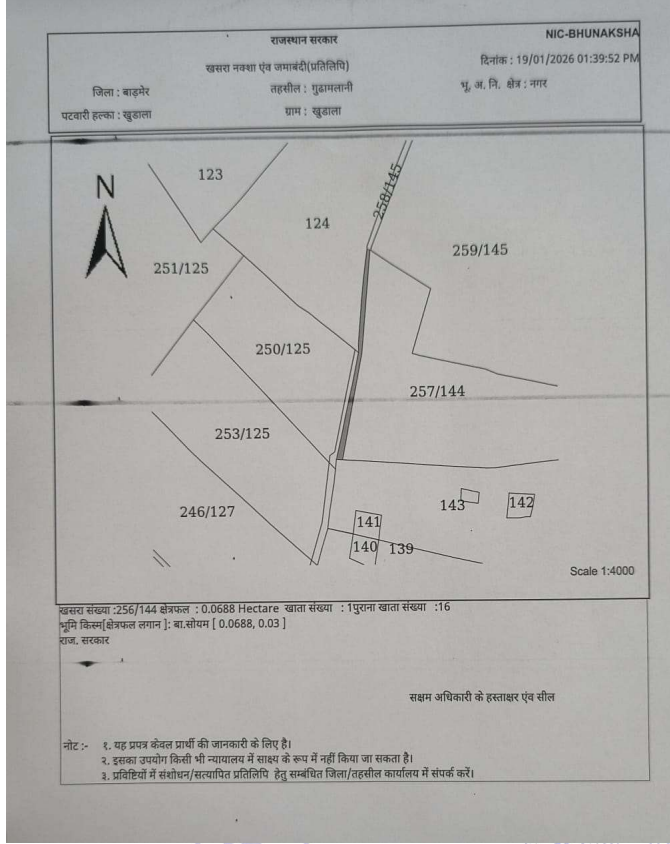 राजस्थान सरकार
NIC-BHUNAKSHA
खसरा नक्शा एंव जमाबंदी(प्रतिलिपि)
दिनांक : 19/01/2026 01:39:52 PM
जिला : बाड़मेर
तहसील : गुढामलानी
भू. अ. नि. क्षेत्र : नगर
पटवारी हल्का : खुडाला
ग्राम : खुडाला
N
123
124
258/145
259/145
251/125
250/125
257/144
253/125
246/127
143
142
141
140
139
Scale 1:4000
खसरा संख्या :256/144 क्षेत्रफल : 0.0688 Hectare खाता संख्या : 1पुराना खाता संख्या :16
भूमि किस्म[क्षेत्रफल लगान ]: बा.सोयम [ 0.0688, 0.03 ]
राज. सरकार
सक्षम अधिकारी के हस्ताक्षर एंव सील
नोट :- १. यह प्रपत्र केवल प्रार्थी की जानकारी के लिए है।
२. इसका उपयोग किसी भी न्यायालय में साक्ष्य के रूप में नहीं किया जा सकता है।
३. प्रविष्टियों में संशोधन/सत्यापित प्रतिलिपि हेतु सम्बंधित जिला/तहसील कार्यालय में संपर्क करें।